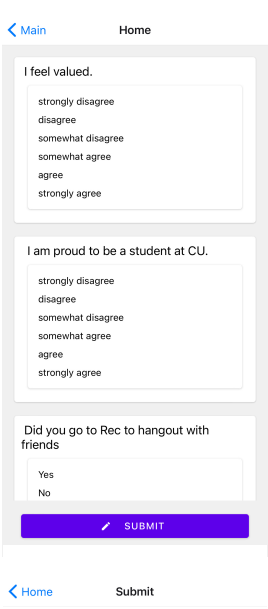 Main Home
I feel valued.
strongly disagree
disagree
somewhat disagree
somewhat agree
agree
strongly agree
I am proud to be a student at CU.
strongly disagree
disagree
somewhat disagree
somewhat agree
agree
strongly agree
Did you go to Rec to hangout with
friends
Yes
No
SUBMIT
Home Submit